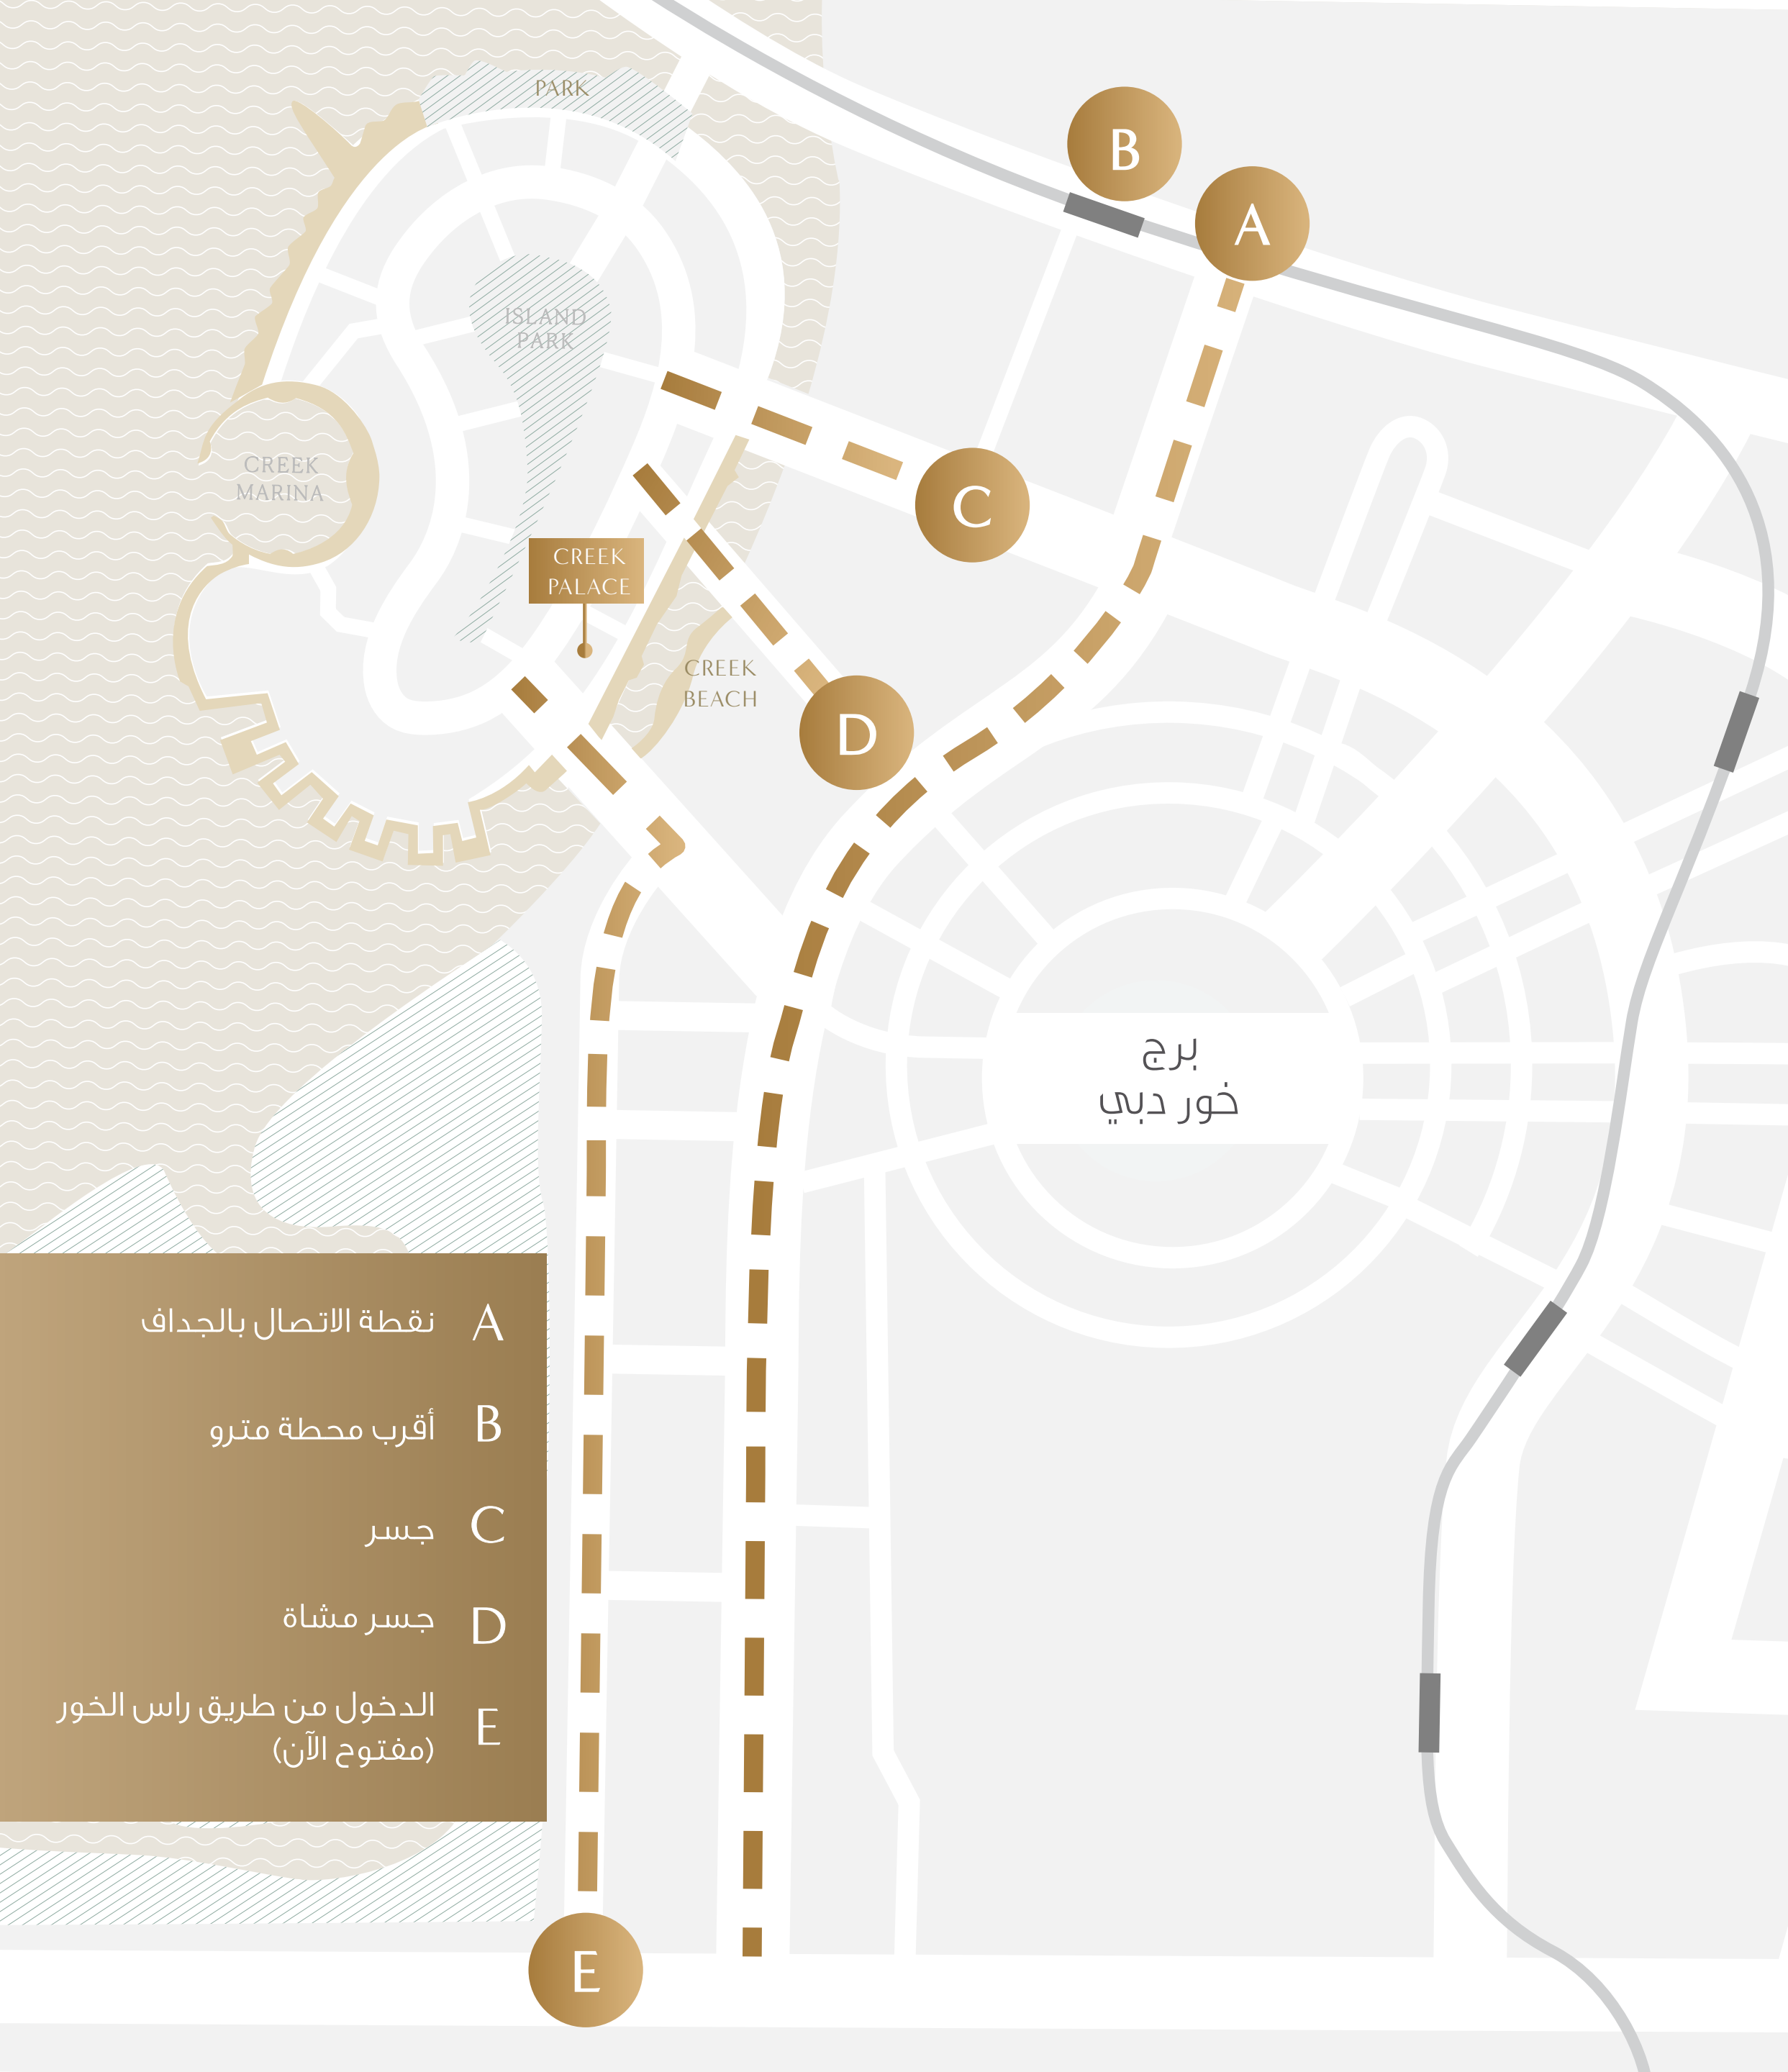 PARK
B
A
ISLAND
PARK
CREEK
MARINA
C
CREEK
PALACE
CREEK
BEACH
D
برج
خور دبي
A نقطة الاتصال بالجداف
B أقرب محطة مترو
C جسر
D جسر مشاة
E الدخول من طريق راس الخور
(مفتوح الآن)
E